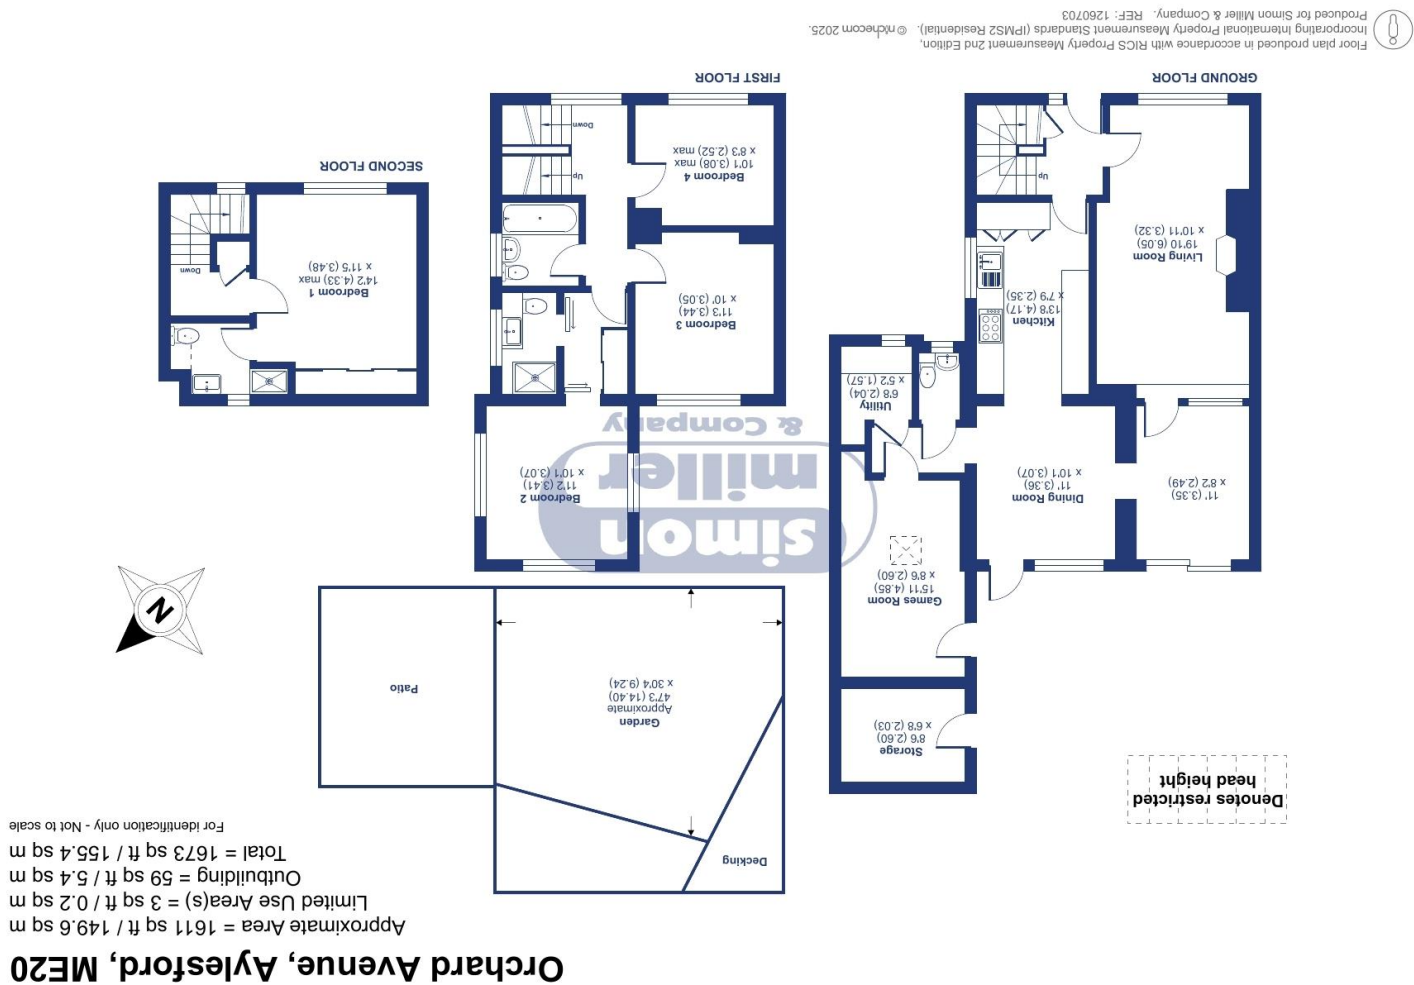 Orchard Avenue, Aylesford, ME20
Approximate Area = 1611 sq ft / 149.6 sq m
Limited Use Area(s) = 3 sq ft / 0.2 sq m
Outbuilding = 59 sq ft / 5.4 sq m
Total = 1673 sq ft / 155.4 sq m
For identification only - Not to scale
Denotes restricted
head height
Decking
Garden
Approximate
47'3 (14.40)
x 30'4 (9.24)
Patio
N
Storage
8'6 (2.60)
x 6'8 (2.03)
Games Room
15'11 (4.85)
x 8'6 (2.60)
11' (3.35)
x 8'2 (2.49)
Dining Room
11' (3.36)
x 10'1 (3.07)
Utility
6'8 (2.04)
x 5'2 (1.57)
Kitchen
13'8 (4.17)
x 7'9 (2.35)
Living Room
19'10 (6.05)
x 10'11 (3.32)
Up
GROUND FLOOR
Bedroom 2
11'2 (3.41)
x 10'1 (3.07)
Bedroom 3
11'3 (3.44)
x 10' (3.05)
Bedroom 4
10'1 (3.08) max
x 8'3 (2.52) max
Up
Down
FIRST FLOOR
Bedroom 1
14'2 (4.33) max
x 11'5 (3.48)
Down
SECOND FLOOR
simon
miller
& Company
Floor plan produced in accordance with RICS Property Measurement 2nd Edition,
Incorporating International Property Measurement Standards (IPMS2 Residential). © nichecom 2025.
Produced for Simon Miller & Company. REF: 1260703